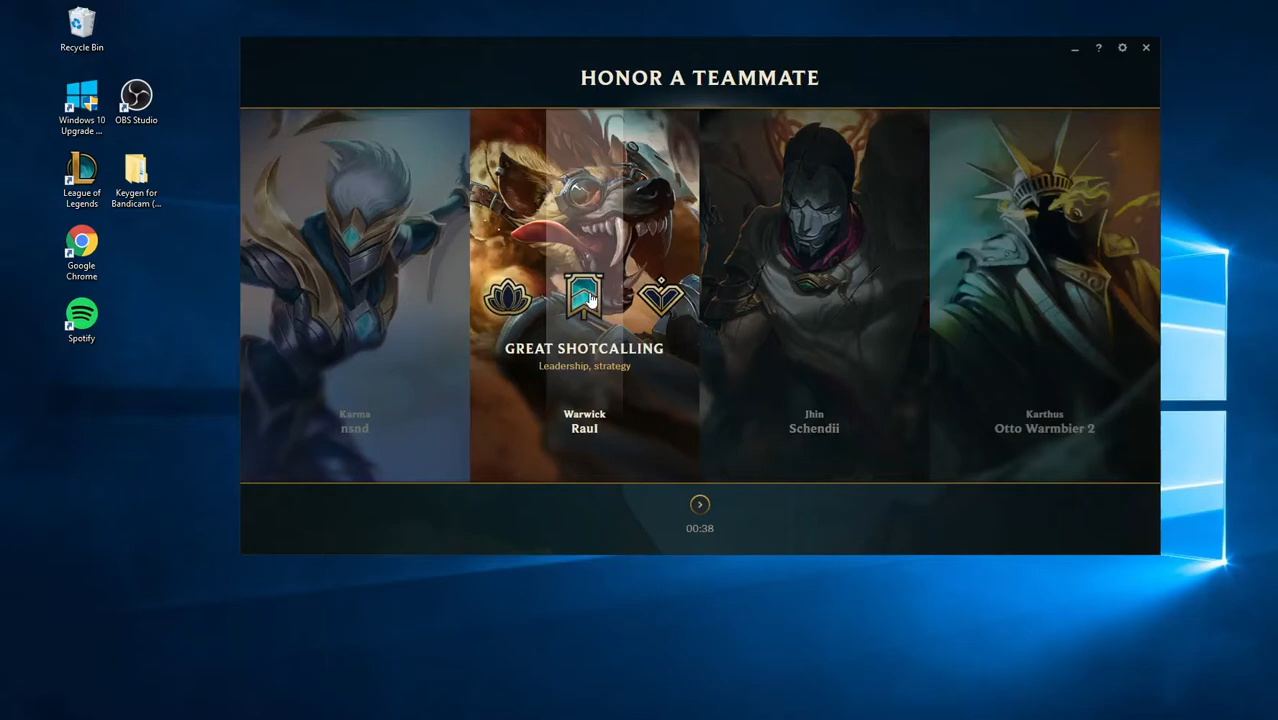 Recycle Bin
Windows 10
Upgrade ...
OBS Studio
League of
Legends
Keygen for
Bandicam (...
Google
Chrome
Spotify
?
HONOR A TEAMMATE
GREAT SHOTCALLING
Leadership, strategy
Karma
nsnd
Warwick
Raul
Jhin
Schendii
Karthus
Otto Warmbier 2
00:38